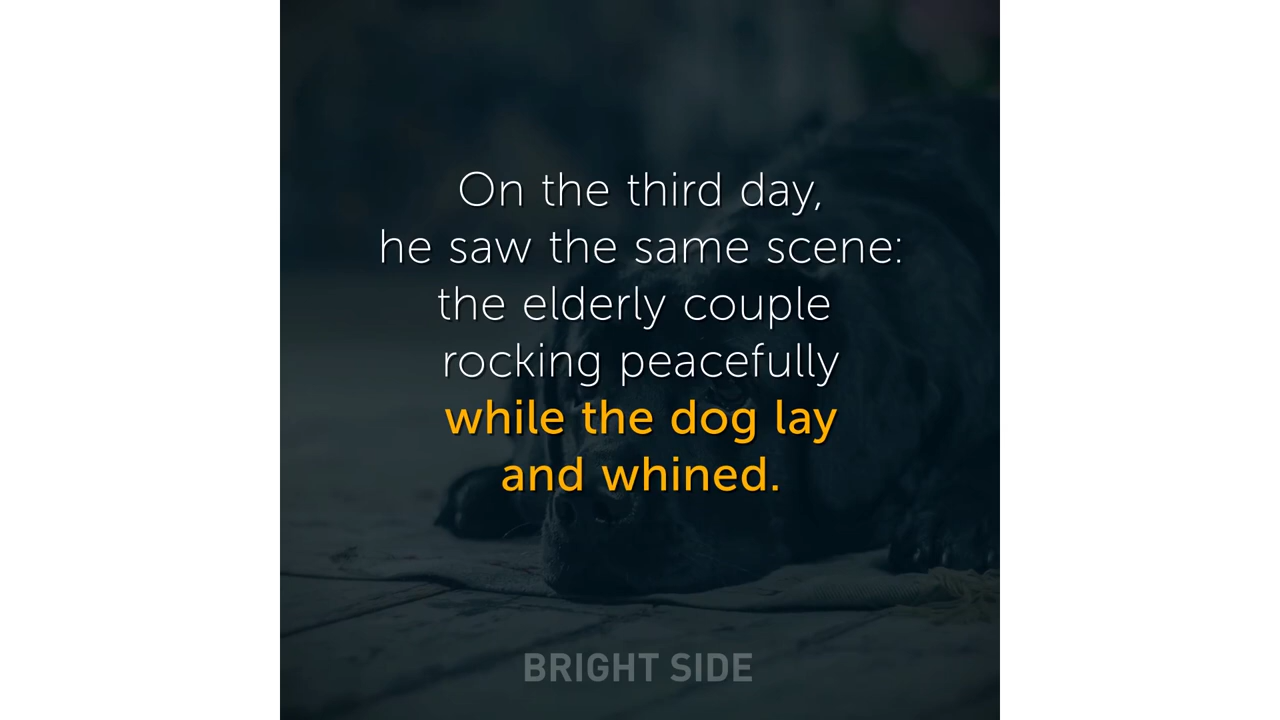 On the third day,
he saw the same scene:
the elderly couple
rocking peacefully
while the dog lay
and whined.
BRIGHT SIDE